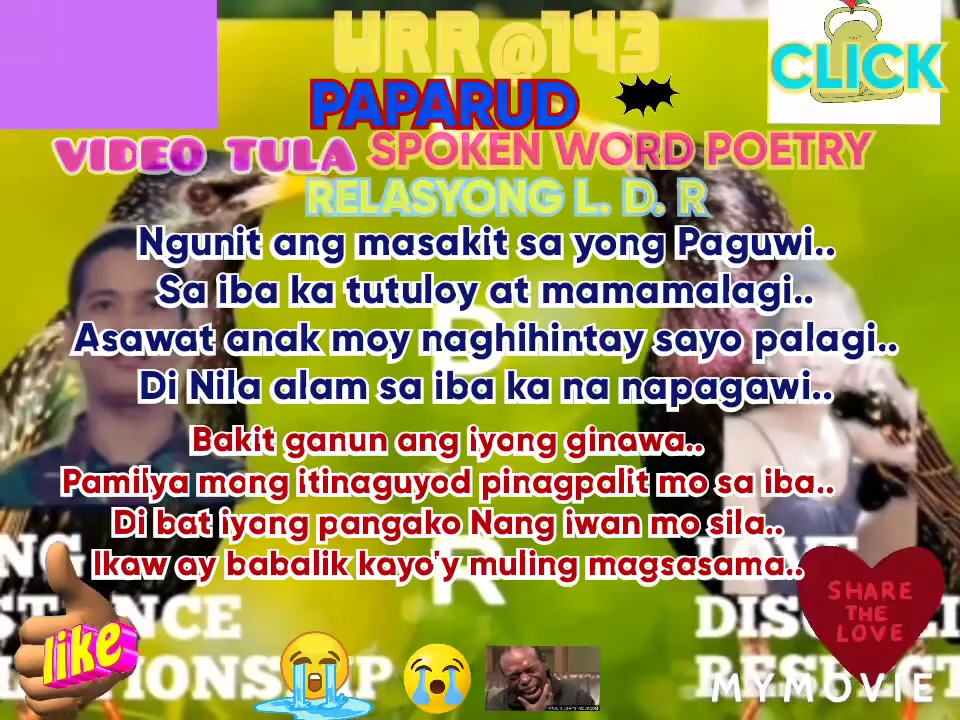 WRR@143
PAPARUD
CLICK
VIDEO TULA SPOKEN WORD POETRY
RELASYONG L. D. R
Ngunit ang masakit sa yong Paguwi..
Sa iba ka tutuloy at mamamalagi..
Asawat anak moy naghihintay sayo palagi..
Di Nila alam sa iba ka na napagawi..
Bakit ganun ang iyong ginawa..
Pamilya mong itinaguyod pinagpalit mo sa iba..
Di bat iyong pangako Nang iwan mo sila..
Ikaw ay babalik kayo'y muling magsasama..
R
SHARE
THE
LOVE
like
MYMOVIE